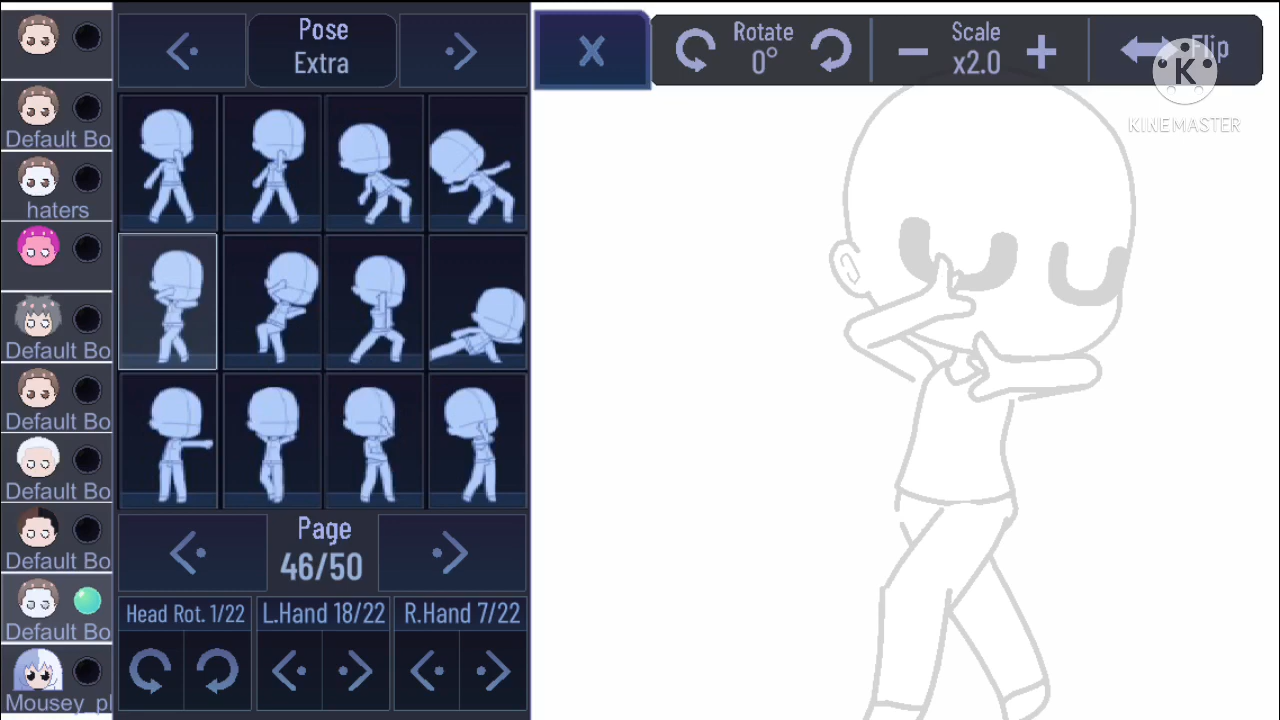 Default Bo
haters
Default Bo
Default Bo
Default Bo
Default Bo
Default Bo
Mousey_pl
Pose
Extra
Page
46/50
Head Rot. 1/22
L.Hand 18/22
R.Hand 7/22
X
Rotate
0°
Scale
x2.0
Flip
K
KINEMASTER